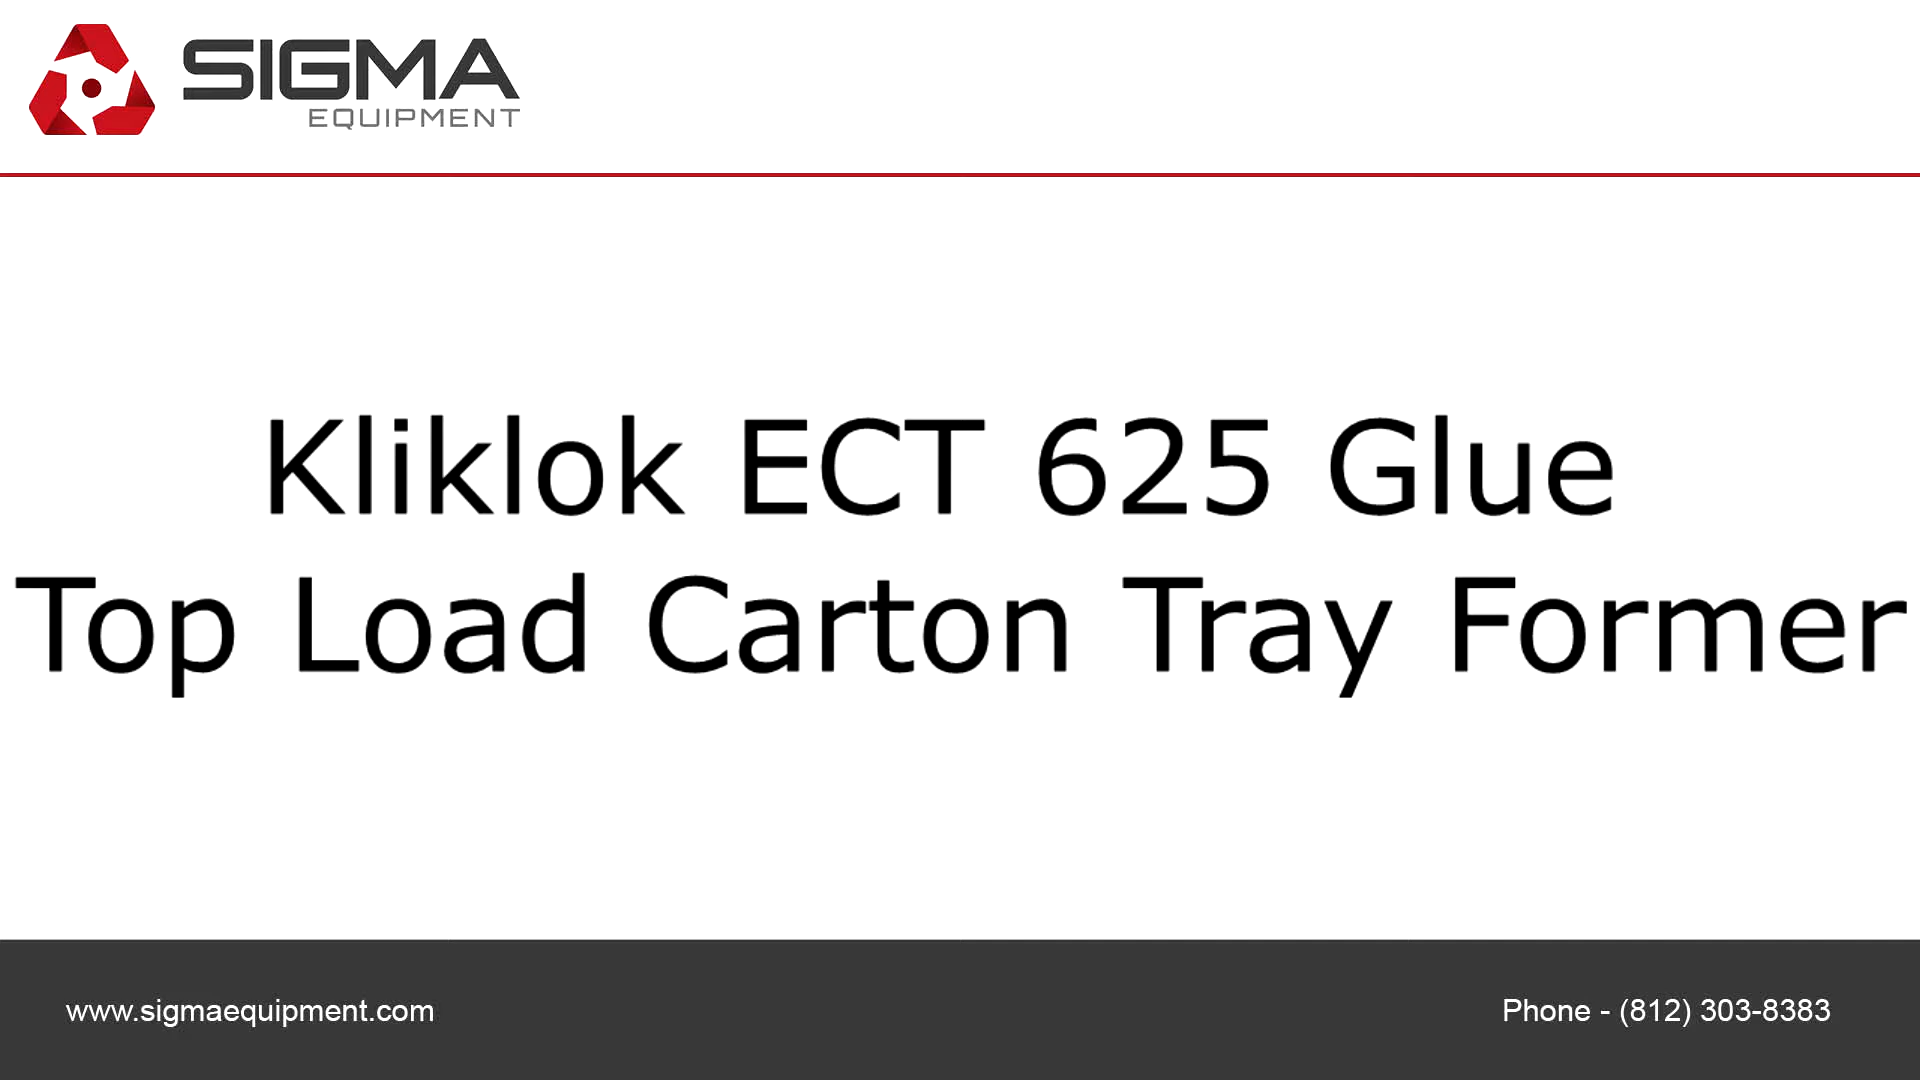 SIGMA
EQUIPMENT
Kliklok ECT 625 Glue
Top Load Carton Tray Former
www.sigmaequipment.com
Phone - (812) 303-8383